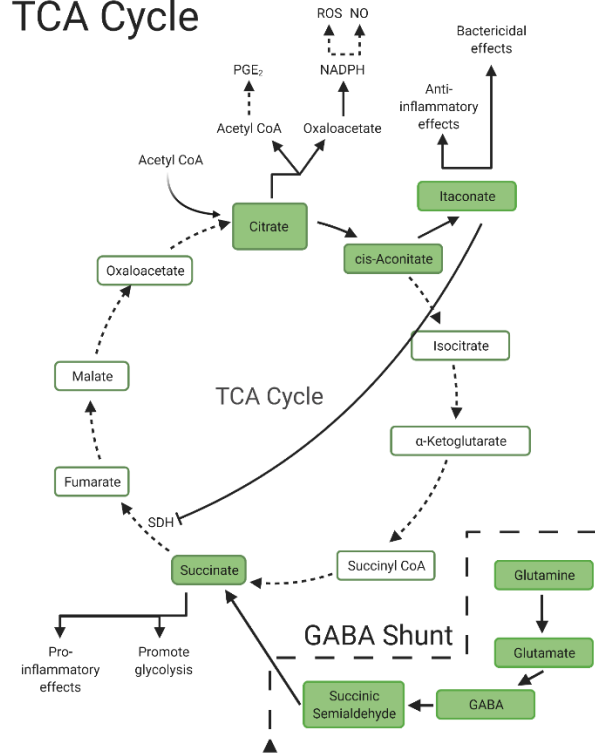 TCA Cycle
ROS NO
Bactericidal
effects
PGE₂
NADPH
Anti-
inflammatory
effects
Acetyl CoA
Oxaloacetate
Acetyl CoA
Itaconate
Citrate
cis-Aconitate
Oxaloacetate
Isocitrate
Malate
TCA Cycle
α-Ketoglutarate
Fumarate
SDH
Succinate
Succinyl CoA
Glutamine
GABA Shunt
Pro-
inflammatory
effects
Promote
glycolysis
Glutamate
Succinic
Semialdehyde
GABA